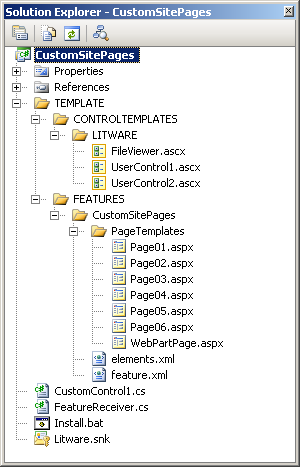 Solution Explorer - CustomSitePages
CustomSitePages
Properties
References
TEMPLATE
CONTROLTEMPLATES
LITWARE
FileViewer.ascx
UserControl1.ascx
UserControl2.ascx
FEATURES
CustomSitePages
PageTemplates
Page01.aspx
Page02.aspx
Page03.aspx
Page04.aspx
Page05.aspx
Page06.aspx
WebPartPage.aspx
elements.xml
feature.xml
CustomControl1.cs
FeatureReceiver.cs
Install.bat
Litware.snk